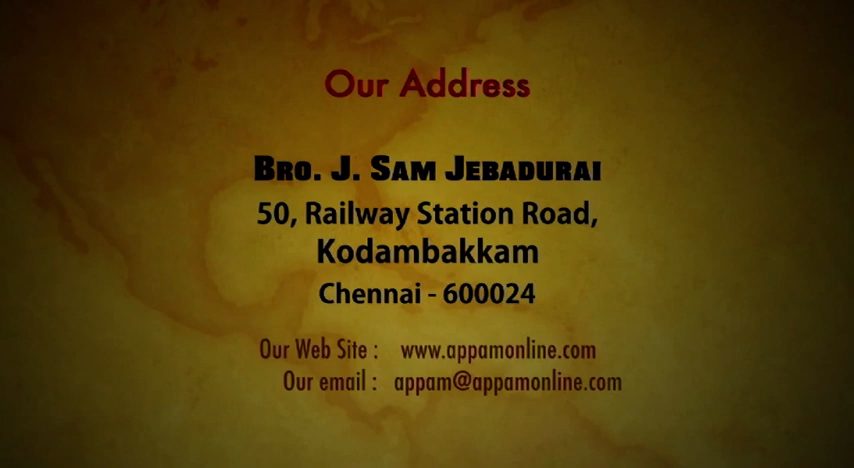 Our Address
Bro. J. Sam Jebadurai
50, Railway Station Road,
Kodambakkam
Chennai - 600024
Our Web Site : www.appamonline.com
Our email : appam@appamonline.com